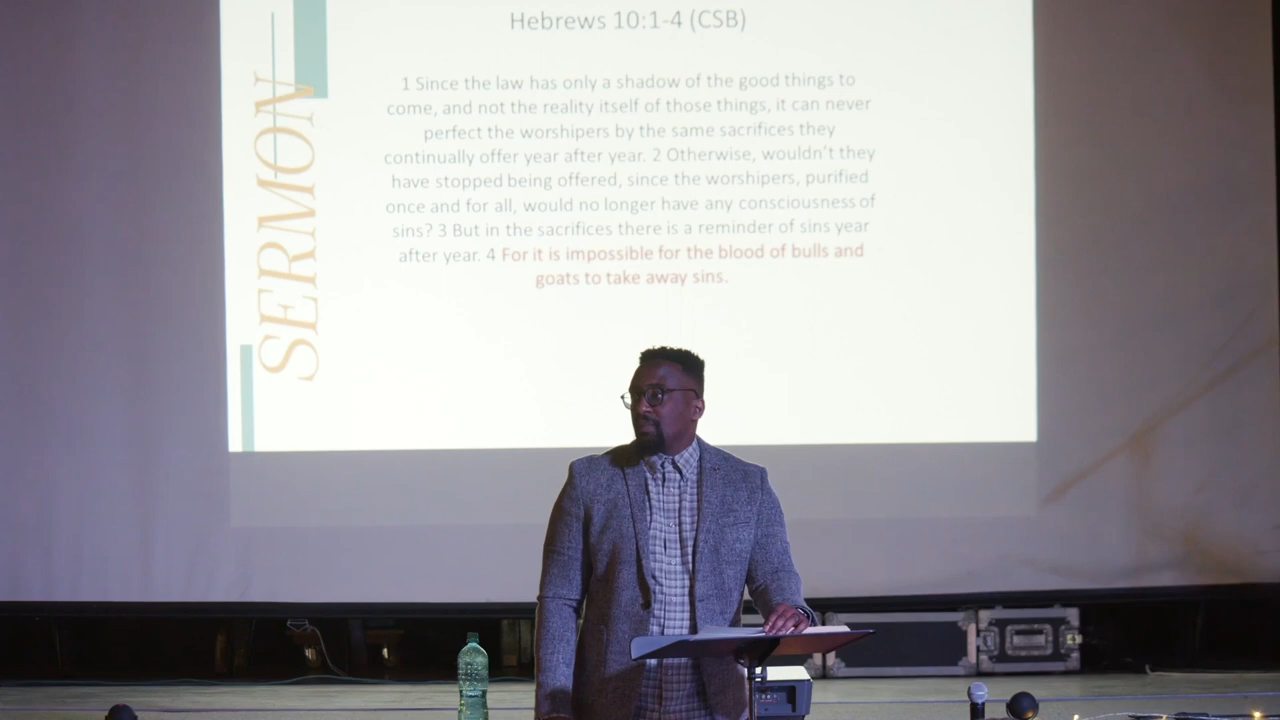 Hebrews 10:1-4 (CSB)
SERMON
1 Since the law has only a shadow of the good things to
come, and not the reality itself of those things, it can never
perfect the worshipers by the same sacrifices they
continually offer year after year. 2 Otherwise, wouldn't they
have stopped being offered, since the worshipers, purified
once and for all, would no longer have any consciousness of
sins? 3 But in the sacrifices there is a reminder of sins year
after year. 4 For it is impossible for the blood of bulls and
goats to take away sins.